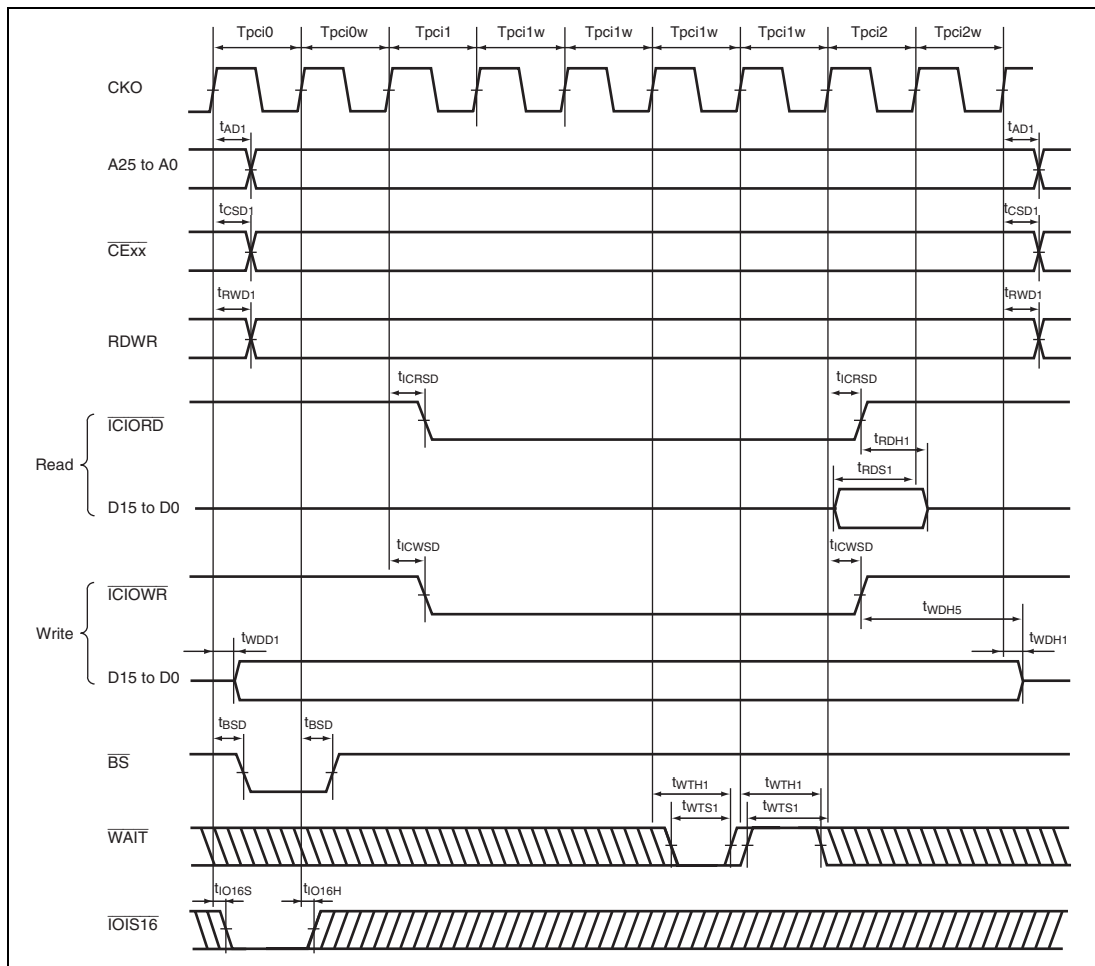 Tpci0 Tpci0w Tpci1 Tpci1w Tpci1w Tpci1w Tpci1w Tpci2 Tpci2w
CKO
tAD1 tAD1
A25 to A0
tCSD1 tCSD1
CExx
tRWD1 tRWD1
RDWR
tICRSD tICRSD
ICIORD
tRDH1
Read
tRDS1
D15 to D0
tICWSD tICWSD
ICIOWR
tWDH5
Write
tWDD1 tWDH1
D15 to D0
tBSD tBSD
BS
tWTH1 tWTH1
tWTS1 tWTS1
WAIT
tIO16S tIO16H
IOIS16